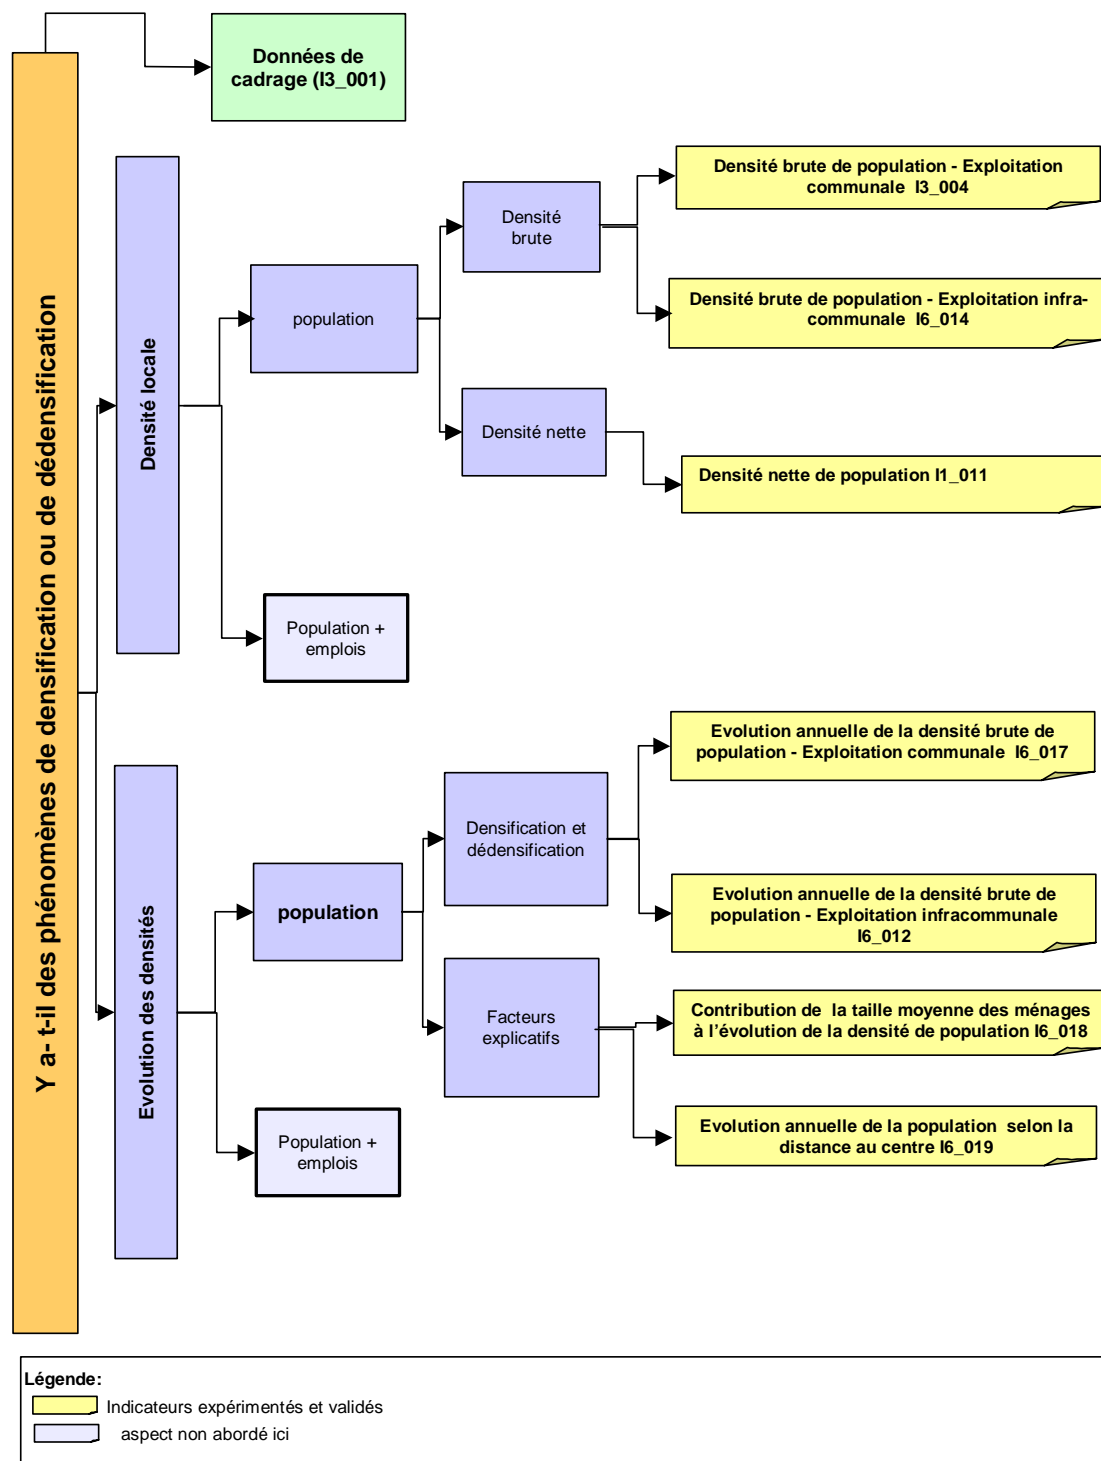 Y a- t-il des phénomènes de densification ou de dédensification
Données de
cadrage (I3_001)
Densité locale
population
Densité
brute
Densité brute de population - Exploitation
communale  I3_004
Densité brute de population - Exploitation infra-
communale  I6_014
Densité nette
Densité nette de population I1_011
Population +
emplois
Evolution des densités
population
Densification et
dédensification
Evolution annuelle de la densité brute de
population - Exploitation communale  I6_017
Evolution annuelle de la densité brute de
population - Exploitation infracommunale
I6_012
Facteurs
explicatifs
Contribution de  la taille moyenne des ménages
à l’évolution de la densité de population I6_018
Evolution annuelle de la population  selon la
distance au centre I6_019
Population +
emplois
Légende:
Indicateurs expérimentés et validés
aspect non abordé ici